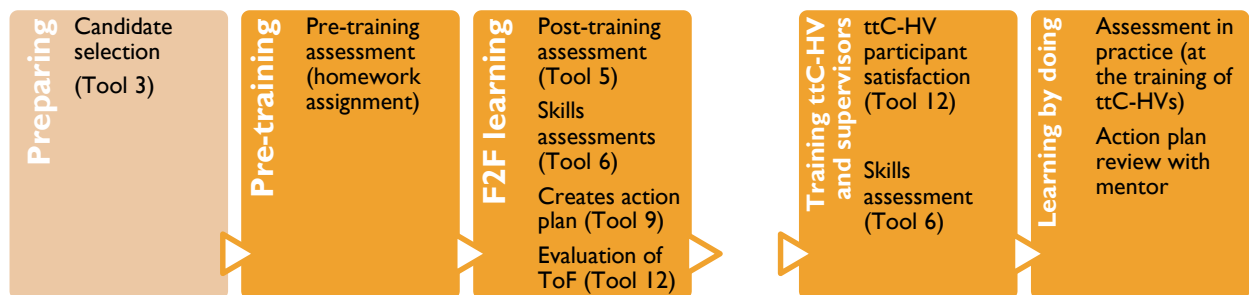 Preparing
Candidate
selection
(Tool 3)
Pre-training
Pre-training
assessment
(homework
assignment)
F2F learning
Post-training
assessment
(Tool 5)
Skills
assessments
(Tool 6)
Creates action
plan (Tool 9)
Evaluation of
ToF (Tool 12)
Training ttC-HV
and supervisors
ttC-HV
participant
satisfaction
(Tool 12)
Skills
assessment
(Tool 6)
Learning by doing
Assessment in
practice (at
the training of
ttC-HVs)
Action plan
review with
mentor